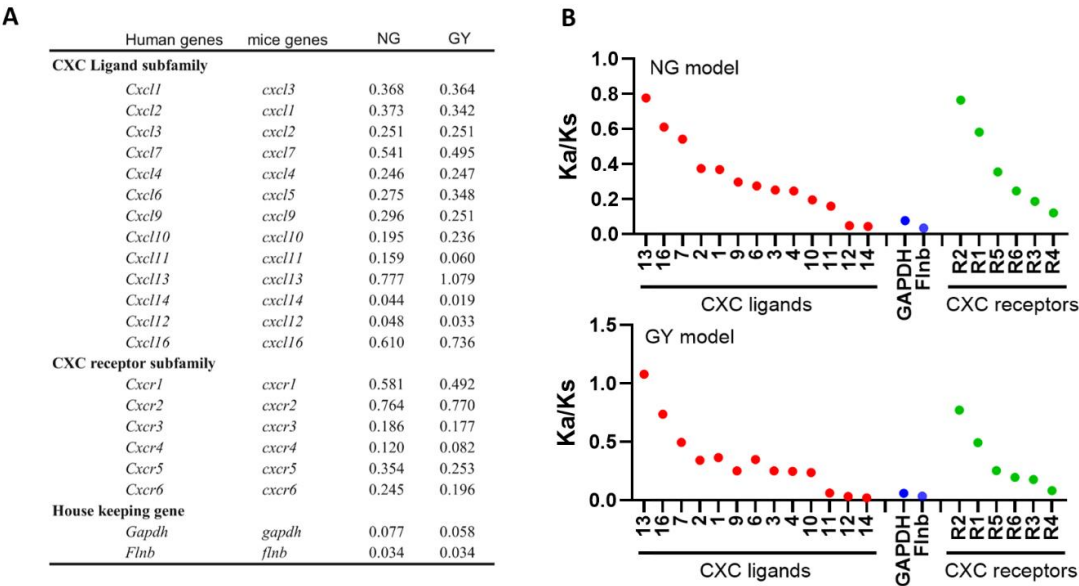 A
Human genes mice genes NG GY
CXC Ligand subfamily
Cxcl1 cxcl3 0.368 0.364
Cxcl2 cxcl1 0.373 0.342
Cxcl3 cxcl2 0.251 0.251
Cxcl7 cxcl7 0.541 0.495
Cxcl4 cxcl4 0.246 0.247
Cxcl6 cxcl5 0.275 0.348
Cxcl9 cxcl9 0.296 0.251
Cxcl10 cxcl10 0.195 0.236
Cxcl11 cxcl11 0.159 0.060
Cxcl13 cxcl13 0.777 1.079
Cxcl14 cxcl14 0.044 0.019
Cxcl12 cxcl12 0.048 0.033
Cxcl16 cxcl16 0.610 0.736
CXC receptor subfamily
Cxcr1 cxcr1 0.581 0.492
Cxcr2 cxcr2 0.764 0.770
Cxcr3 cxcr3 0.186 0.177
Cxcr4 cxcr4 0.120 0.082
Cxcr5 cxcr5 0.354 0.253
Cxcr6 cxcr6 0.245 0.196
House keeping gene
Gapdh gapdh 0.077 0.058
Flnb flnb 0.034 0.034
B
NG model
Ka/Ks
1.0
0.8
0.6
0.4
0.2
0.0
13 16 7 2 1 9 6 3 4 10 11 12 14 GAPDH Flnb R2 R1 R5 R6 R3 R4
CXC ligands CXC receptors
GY model
Ka/Ks
1.5
1.0
0.5
0.0
13 16 7 2 1 9 6 3 4 10 11 12 14 GAPDH Flnb R2 R1 R5 R6 R3 R4
CXC ligands CXC receptors